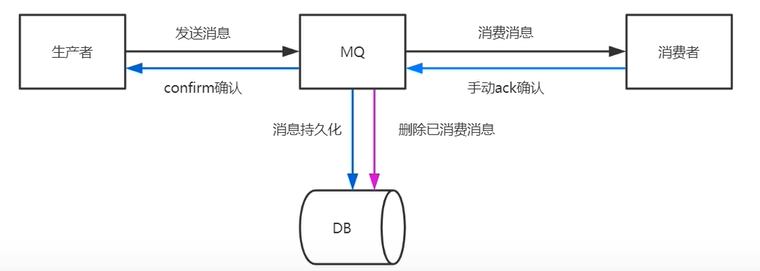 发送消息
消费消息
生产者
MQ
消费者
confirm确认
手动ack确认
消息持久化
删除已消费消息
DB